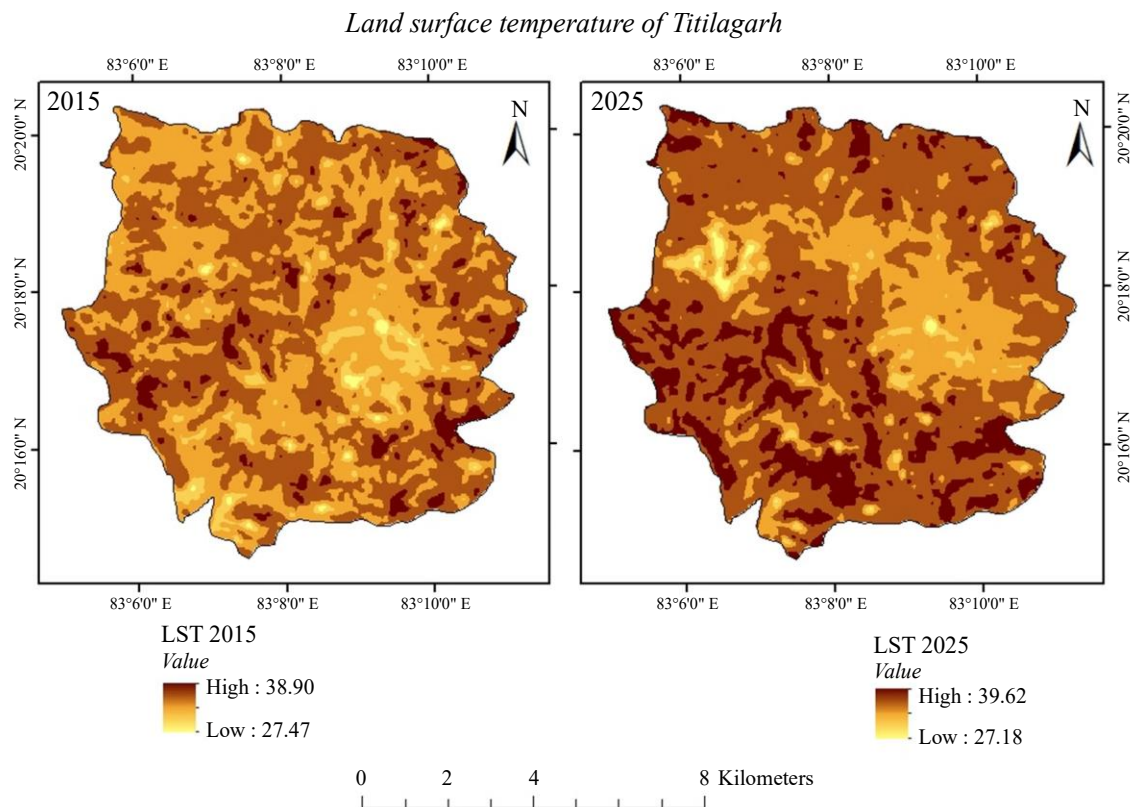 Land surface temperature of Titilagarh
83°6'0" E 83°8'0" E 83°10'0" E
83°6'0" E 83°8'0" E 83°10'0" E
2015
N
2025
N
20°20'0" N
20°18'0" N
20°16'0" N
20°20'0" N
20°18'0" N
20°16'0" N
83°6'0" E 83°8'0" E 83°10'0" E
83°6'0" E 83°8'0" E 83°10'0" E
LST 2015
Value
High : 38.90
Low : 27.47
LST 2025
Value
High : 39.62
Low : 27.18
0 2 4 8 Kilometers